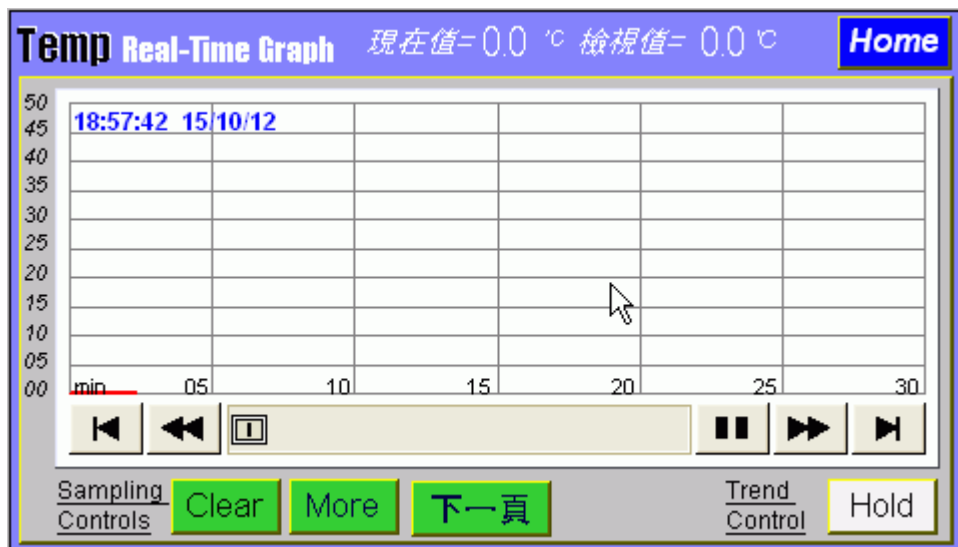 Temp Real-Time Graph 現在值= 0.0 ℃ 檢視值= 0.0 ℃ Home
50
45
40
35
30
25
20
15
10
05
00
18:57:42 15/10/12
min 05 10 15 20 25 30
Sampling Controls
Clear
More
下一頁
Trend Control
Hold